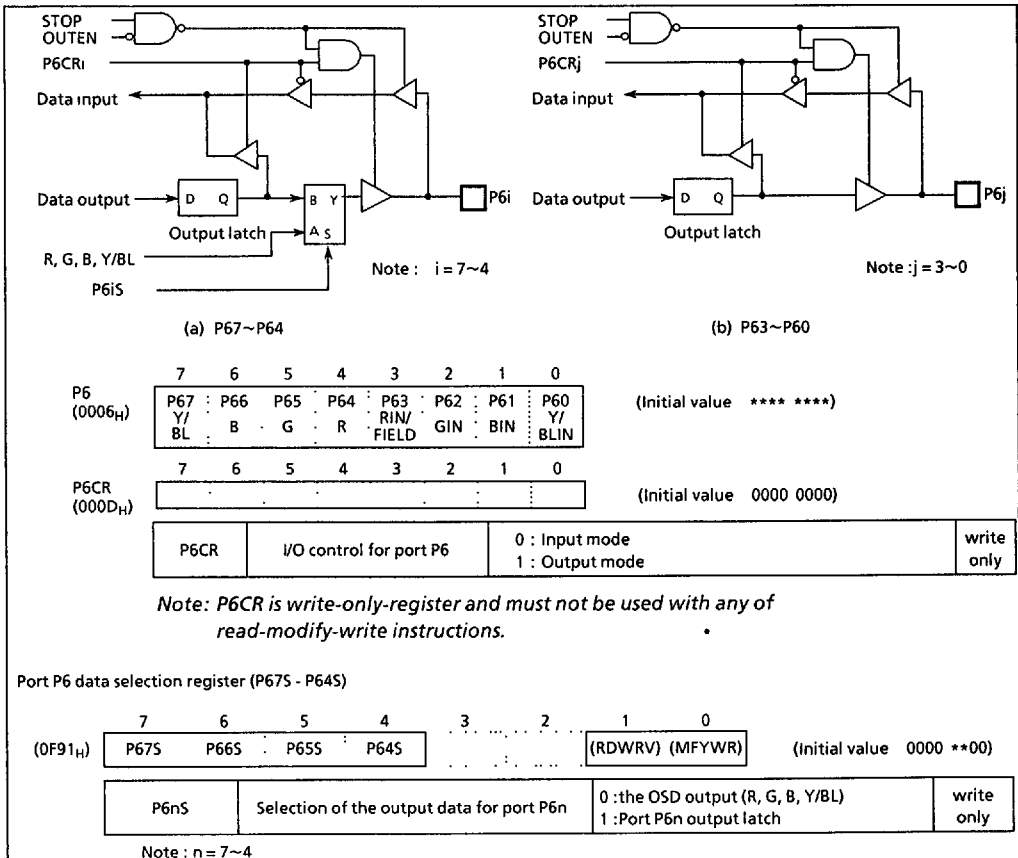 STOP
OUTEN
P6CRi
Data input
Data output
D Q
Output latch
B Y
A S
R, G, B, Y/BL
P6iS
P6i
Note : i = 7~4
(a) P67~P64
STOP
OUTEN
P6CRj
Data input
Data output
D Q
Output latch
P6j
Note :j = 3~0
(b) P63~P60
7 6 5 4 3 2 1 0
P6
(0006H)
P67 P66 P65 P64 P63 P62 P61 P60
Y/
BL B G R RIN/
FIELD GIN BIN Y/
BLIN
(Initial value **** ****)
7 6 5 4 3 2 1 0
P6CR
(000DH)
(Initial value 0000 0000)
P6CR I/O control for port P6
0 : Input mode
1 : Output mode
write
only
Note: P6CR is write-only-register and must not be used with any of
read-modify-write instructions.
Port P6 data selection register (P67S - P64S)
7 6 5 4 3 2 1 0
(0F91H) P67S P66S P65S P64S (RDWRV) (MFYWR) (Initial value 0000 **00)
P6nS Selection of the output data for port P6n
0 :the OSD output (R, G, B, Y/BL)
1 :Port P6n output latch
write
only
Note : n = 7~4